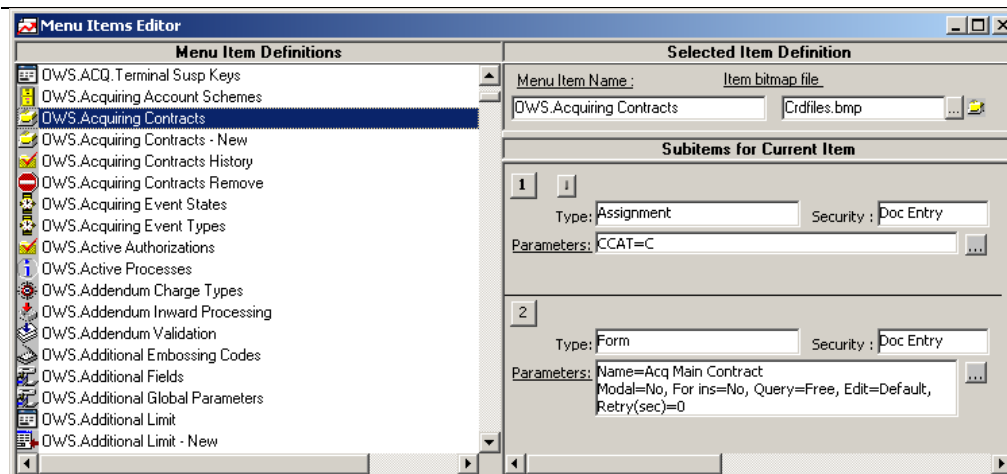 Menu Items Editor
Menu Item Definitions
OWS.ACQ.Terminal Susp Keys
OWS.Acquiring Account Schemes
OWS.Acquiring Contracts
OWS.Acquiring Contracts - New
OWS.Acquiring Contracts History
OWS.Acquiring Contracts Remove
OWS.Acquiring Event States
OWS.Acquiring Event Types
OWS.Active Authorizations
OWS.Active Processes
OWS.Addendum Charge Types
OWS.Addendum Inward Processing
OWS.Addendum Validation
OWS.Additional Embossing Codes
OWS.Additional Fields
OWS.Additional Global Parameters
OWS.Additional Limit
OWS.Additional Limit - New
Selected Item Definition
Menu Item Name : Item bitmap file
OWS.Acquiring Contracts Crdfiles.bmp ...
Subitems for Current Item
1
Type: Assignment Security : Doc Entry
Parameters: CCAT=C ...
2
Type: Form Security : Doc Entry
Parameters: Name=Acq Main Contract ...
Modal=No, For ins=No, Query=Free, Edit=Default,
Retry(sec)=0